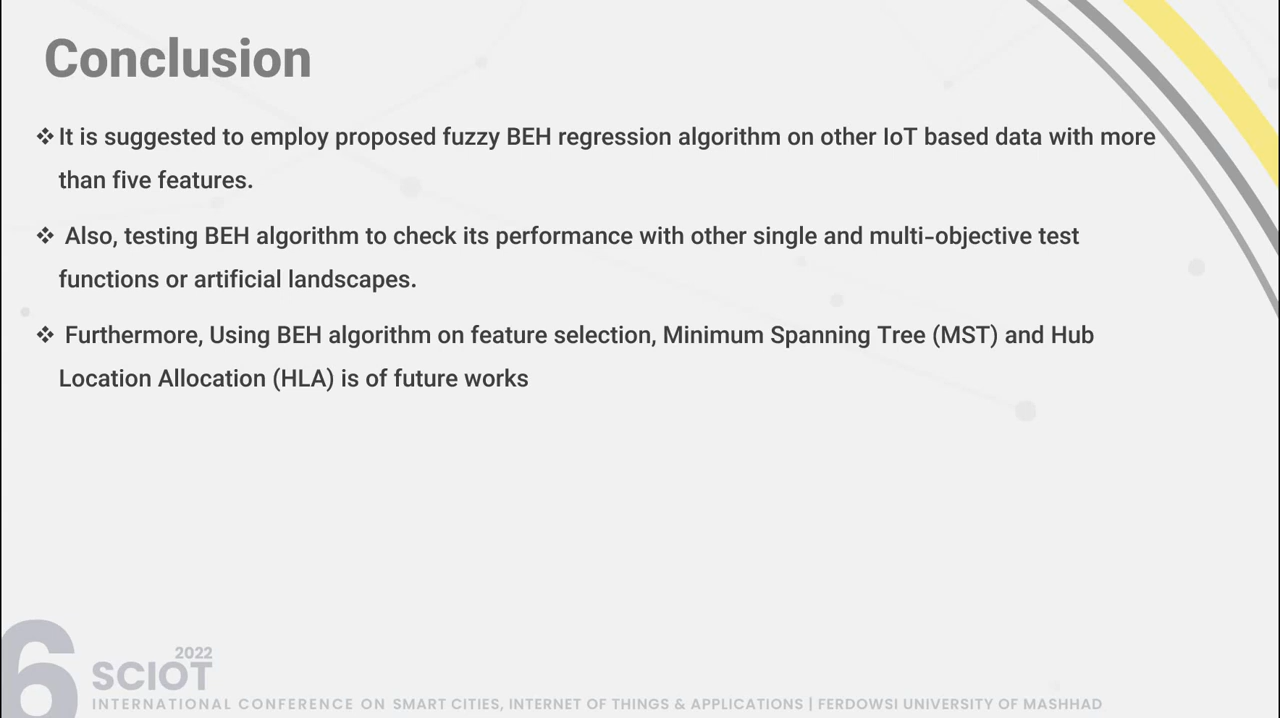 Conclusion
❖It is suggested to employ proposed fuzzy BEH regression algorithm on other IoT based data with more
than five features.
❖ Also, testing BEH algorithm to check its performance with other single and multi-objective test
functions or artificial landscapes.
❖ Furthermore, Using BEH algorithm on feature selection, Minimum Spanning Tree (MST) and Hub
Location Allocation (HLA) is of future works
6
2022
SCIOT
INTERNATIONAL CONFERENCE ON SMART CITIES, INTERNET OF THINGS & APPLICATIONS | FERDOWSI UNIVERSITY OF MASHHAD